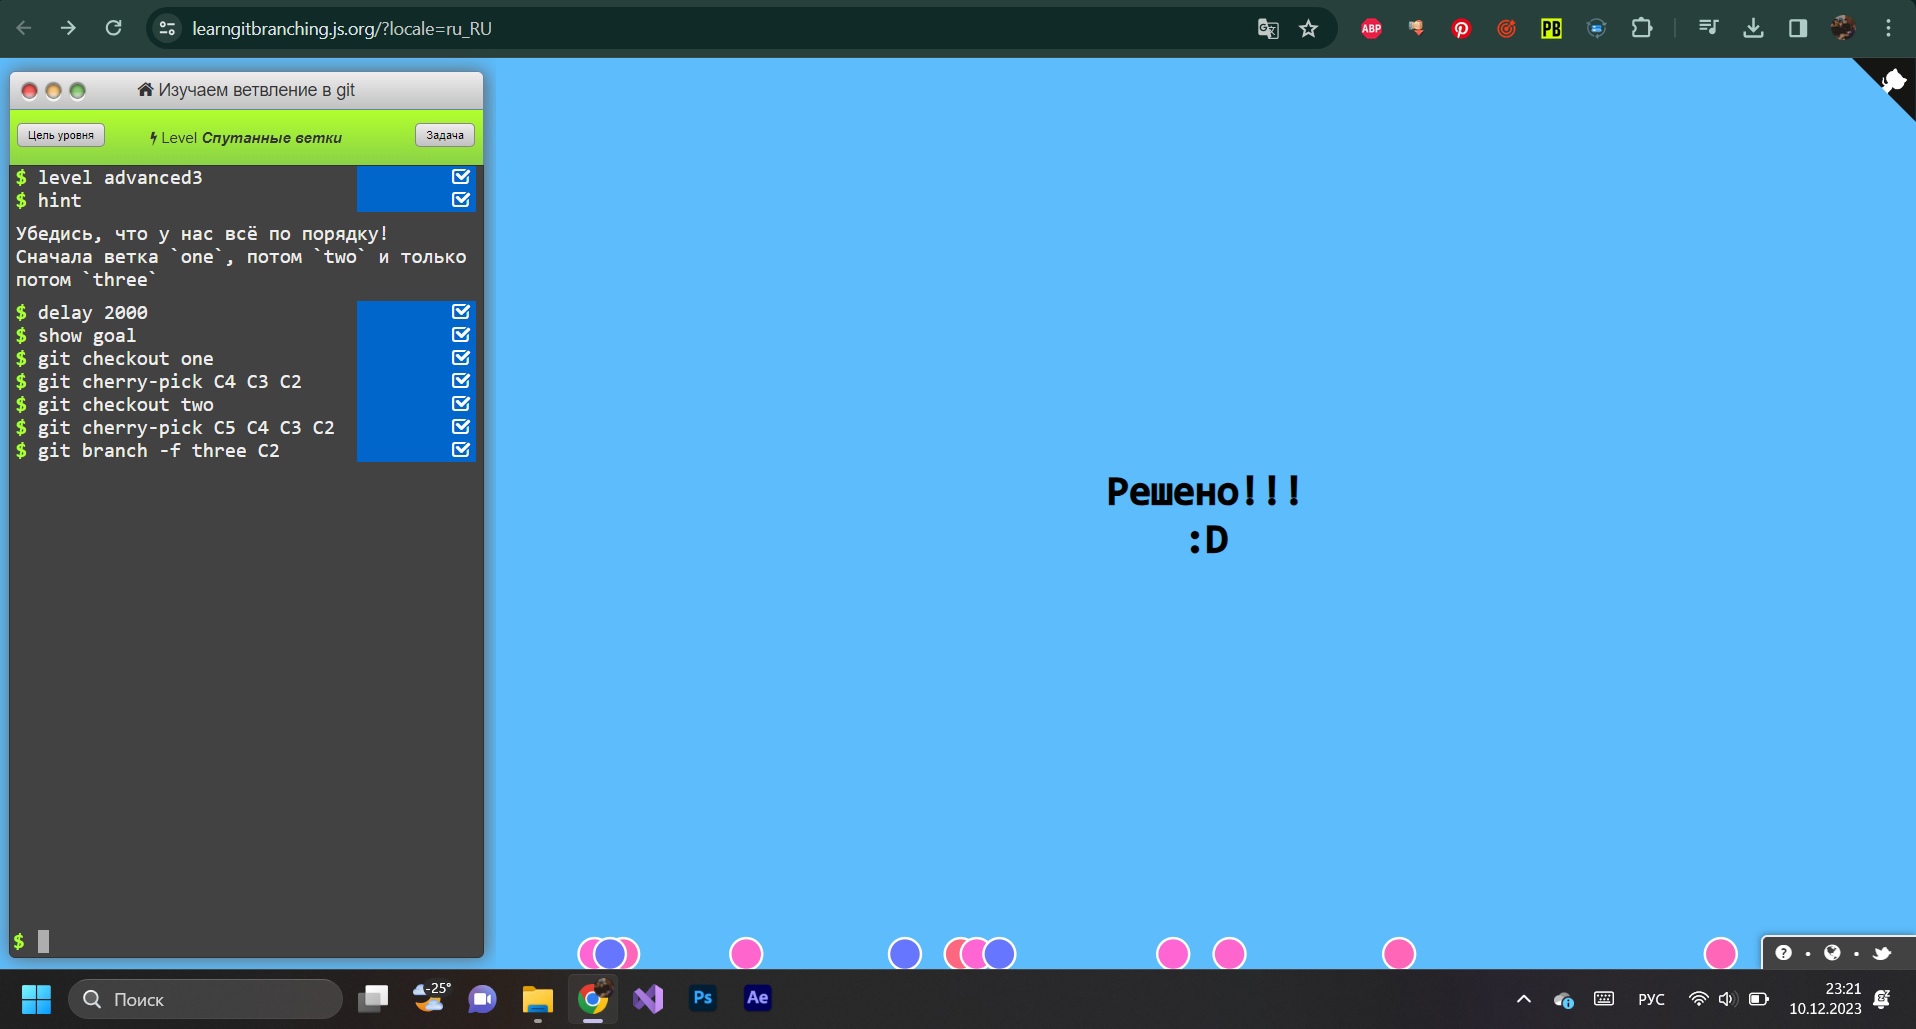 learngitbranching.js.org/?locale=ru_RU
ABP
PB
Изучаем ветвление в git
Цель уровня
Level Спутанные ветки
Задача
$ level advanced3
$ hint
Убедись, что у нас всё по порядку!
Сначала ветка `one`, потом `two` и только
потом `three`
$ delay 2000
$ show goal
$ git checkout one
$ git cherry-pick C4 C3 C2
$ git checkout two
$ git cherry-pick C5 C4 C3 C2
$ git branch -f three C2
Решено!!!
:D
$
Поиск
-25°
Ps
Ae
РУС
23:21
10.12.2023